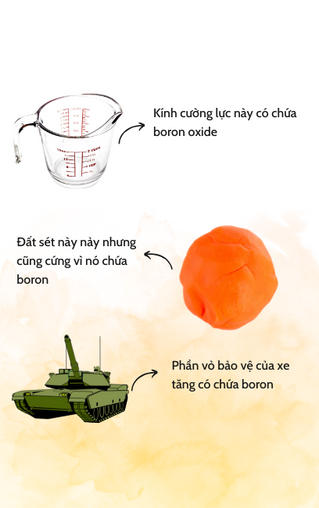 Kính cường lực này có chứa
boron oxide
Đất sét này nảy nhưng
cũng cứng vì nó chứa
boron
Phần vỏ bảo vệ của xe
tăng có chứa boron